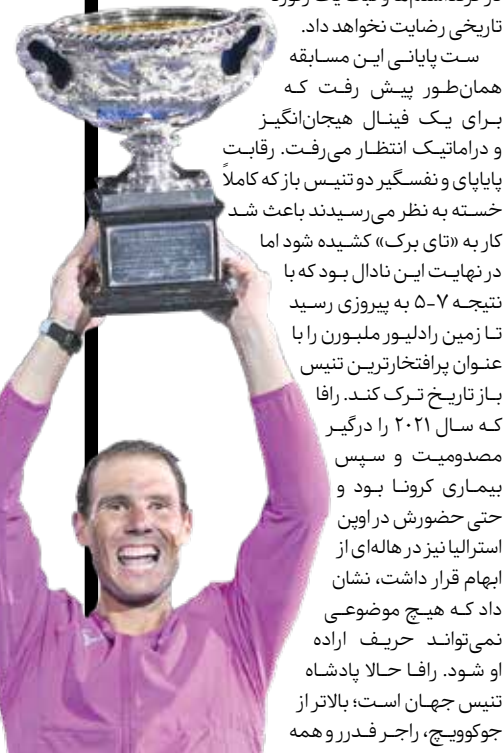 تاریخی رضایت نخواهد داد.
ست پایانی این مسابقه
همان‌طور پیش رفت که
برای یک فینال هیجان‌انگیز
و دراماتیک انتظار می‌رفت. رقابت
پایاپای و نفسگیر دو تنیس باز که کاملاً
خسته به نظر می‌رسیدند باعث شد
کار به «تای برک» کشیده شود اما
در نهایت این نادال بود که با
نتیجه ۷-۵ به پیروزی رسید
تا زمین رادلیور ملبورن را با
عنوان پرافتخارترین تنیس
باز تاریخ ترک کند. رافا
که سال ۲۰۲۱ را درگیر
مصدومیت و سپس
بیماری کرونا بود و
حتی حضورش در اوپن
استرالیا نیز در هاله‌ای از
ابهام قرار داشت، نشان
داد که هیچ موضوعی
نمی‌تواند حریف اراده
او شود. رافا حالا پادشاه
تنیس جهان است؛ بالاتر از
جوکوویچ، راجر فدرر و همه